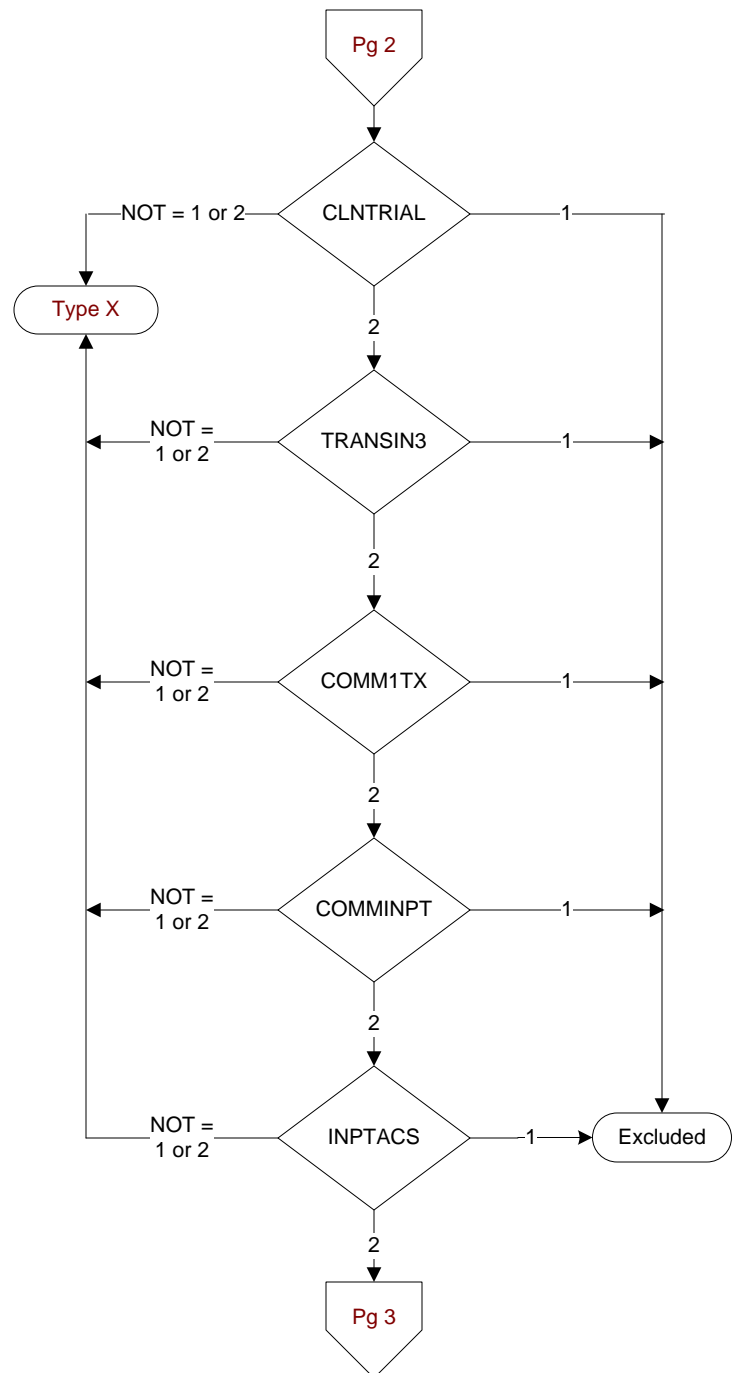 Pg 2
CLNTRIAL
NOT = 1 or 2
1
Type X
2
TRANSIN3
NOT =
1 or 2
1
2
COMM1TX
NOT =
1 or 2
1
2
COMMINPT
NOT =
1 or 2
1
2
INPTACS
NOT =
1 or 2
1
Excluded
2
Pg 3